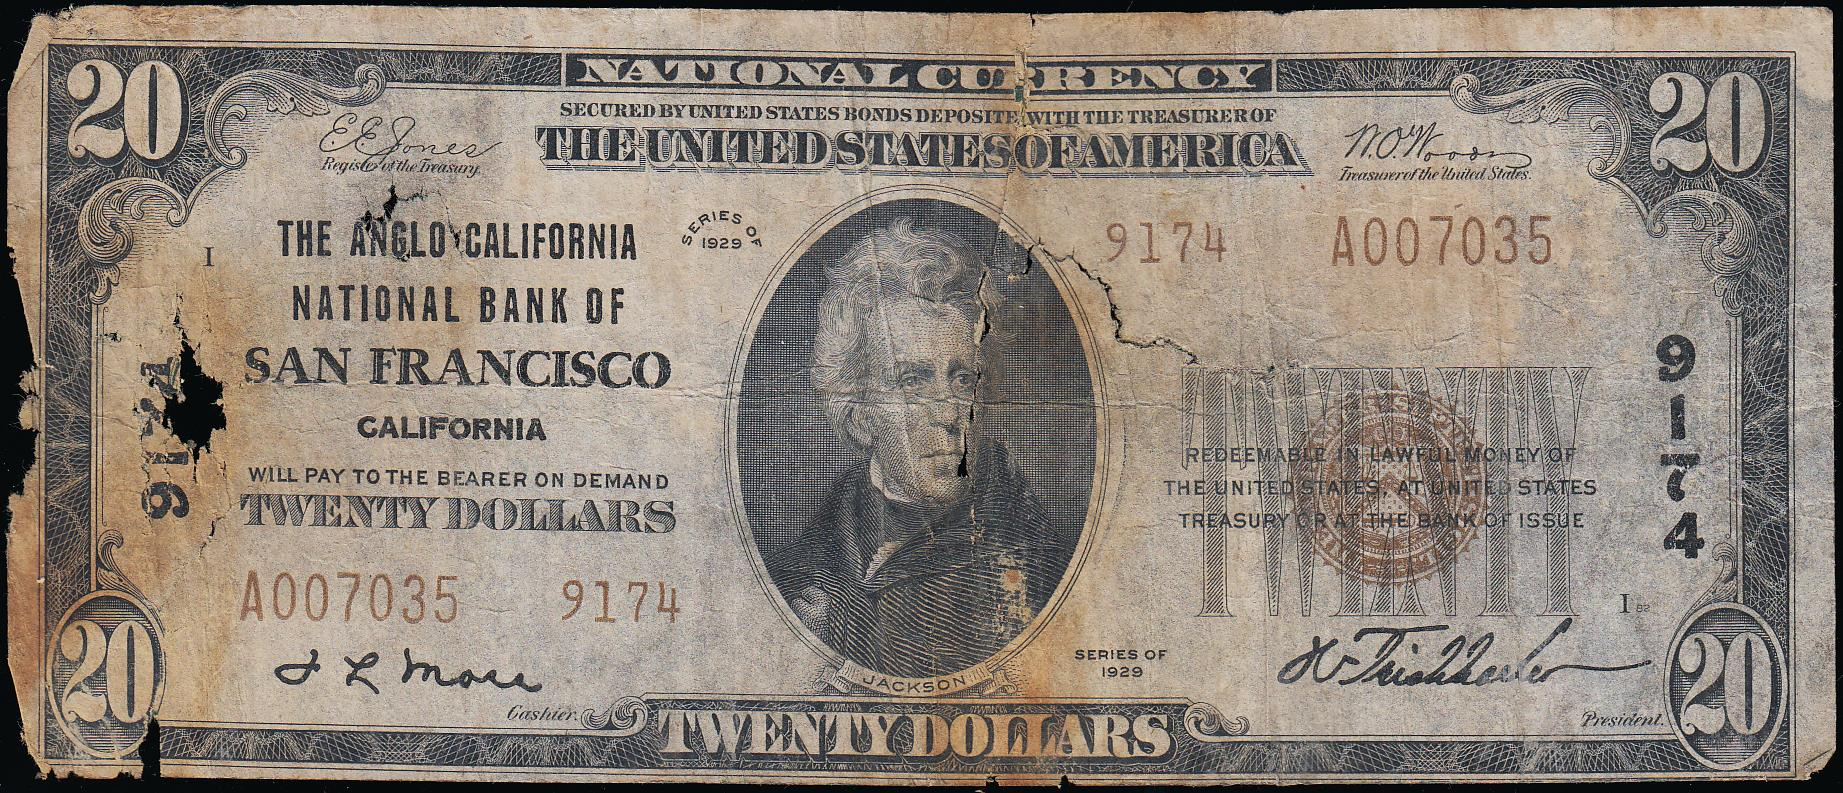 NATIONAL CURRENCY
SECURED BY UNITED STATES BONDS DEPOSITED WITH THE TREASURER OF
THE UNITED STATES OF AMERICA
20
20
E.E. Jones
Register of the Treasury.
W.O. Woods
Treasurer of the United States.
THE ANGLO CALIFORNIA
NATIONAL BANK OF
SAN FRANCISCO
CALIFORNIA
WILL PAY TO THE BEARER ON DEMAND
TWENTY DOLLARS
I
9174
SERIES OF
1929
9174 A007035
9174
TWENTY
REDEEMABLE IN LAWFUL MONEY OF
THE UNITED STATES, AT UNITED STATES
TREASURY OR AT THE BANK OF ISSUE
A007035 9174
I 82
JACKSON
SERIES OF
1929
J L Moss
Cashier.
President.
20
TWENTY DOLLARS
20